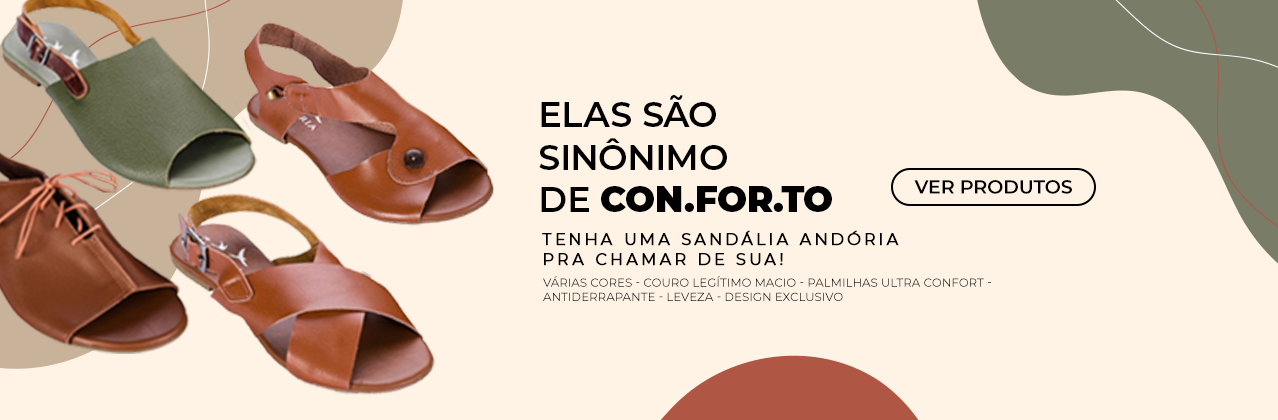 ELAS SÃO
SINÔNIMO
DE CON.FOR.TO
VER PRODUTOS
TENHA UMA SANDÁLIA ANDÓRIA
PRA CHAMAR DE SUA!
VÁRIAS CORES - COURO LEGÍTIMO MACIO - PALMILHAS ULTRA CONFORT -
ANTIDERRAPANTE - LEVEZA - DESIGN EXCLUSIVO